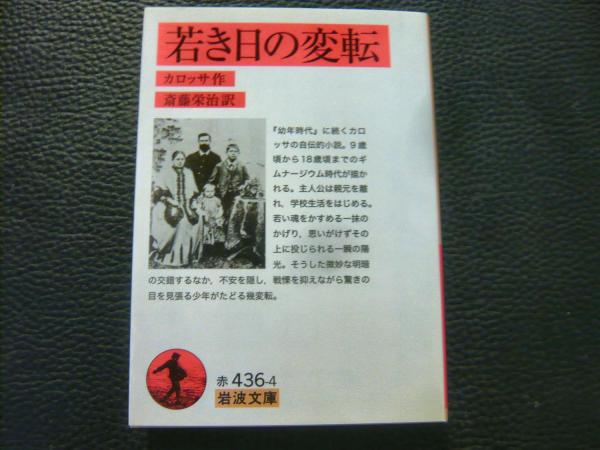 若き日の変転
カロッサ作
斎藤栄治訳
『幼年時代』に続くカロ
ッサの自伝的小説。9歳
頃から18歳頃までのギ
ムナージウム時代が描か
れる。主人公は親元を離
れ、学校生活をはじめる。
若い魂をかすめる一抹の
かげり、思いがけずその
上に投じられる一瞬の陽
光。そうした微妙な明暗
の交錯するなか、不安を隠し、戦慄を抑えながら驚きの
目を見張る少年がたどる幾変転。
赤 436-4
岩波文庫